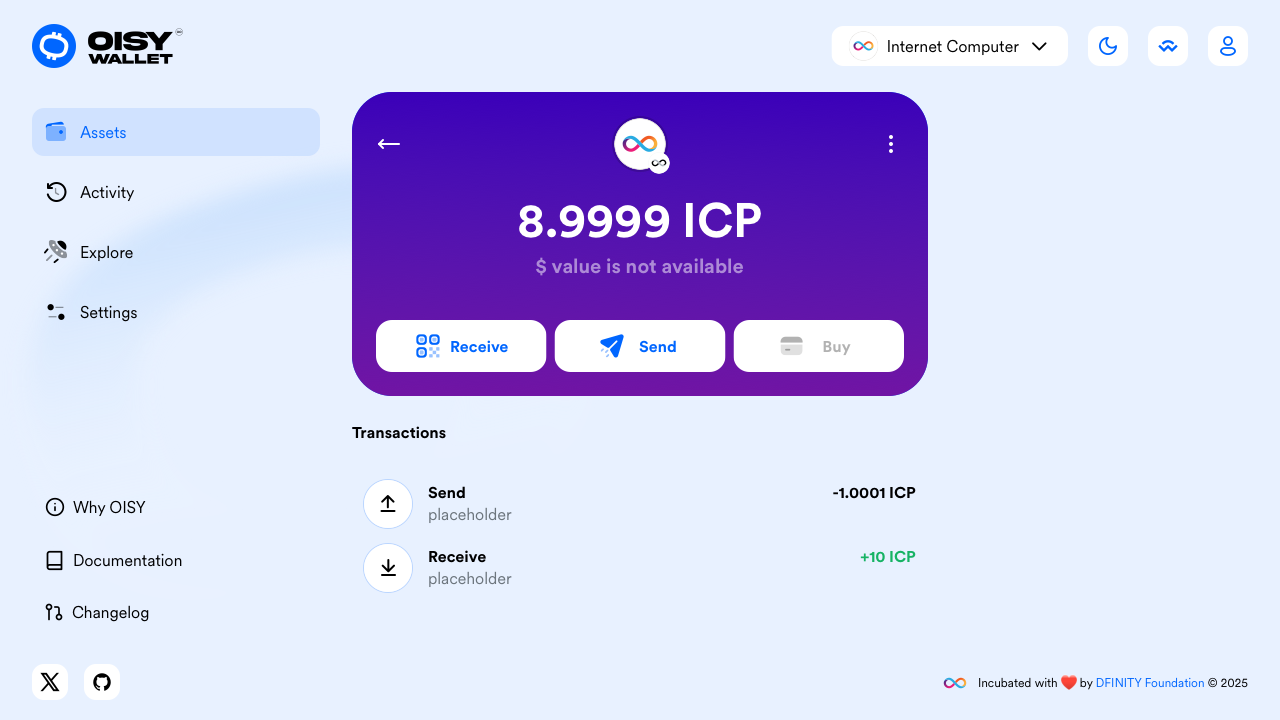 OISY
WALLET
Internet Computer
Assets
Activity
Explore
Settings
8.9999 ICP
$ value is not available
Receive
Send
Buy
Transactions
Send
-1.0001 ICP
placeholder
Receive
+10 ICP
placeholder
Why OISY
Documentation
Changelog
Incubated with ❤️ by DFINITY Foundation © 2025